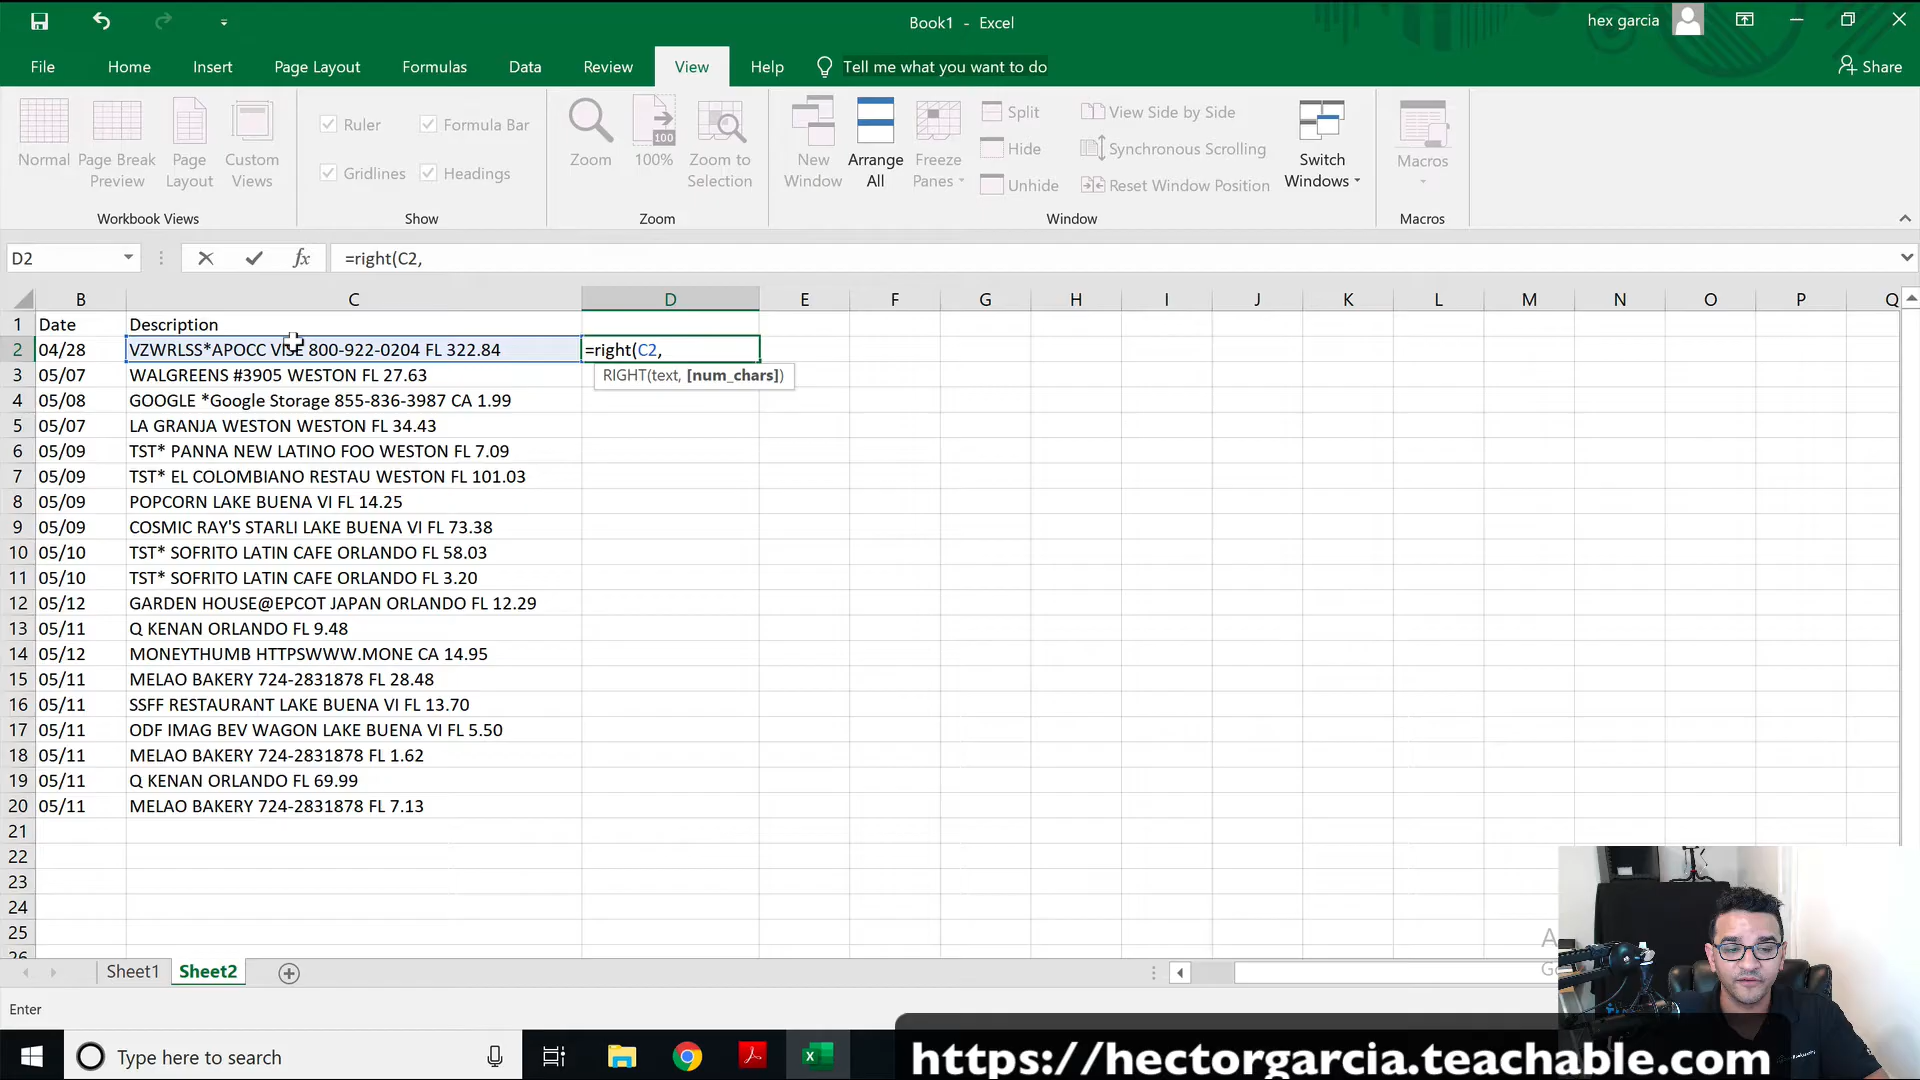 Book1 - Excel
hex garcia
File Home Insert Page Layout Formulas Data Review View Help Tell me what you want to do Share
Normal
Page Break Preview
Page Layout
Custom Views
Workbook Views
Ruler
Formula Bar
Gridlines
Headings
Show
Zoom
100
100%
Zoom to Selection
Zoom
New Window
Arrange All
Freeze Panes
Split
Hide
Unhide
View Side by Side
Synchronous Scrolling
Reset Window Position
Switch Windows
Window
Macros
Macros
D2 fx =right(C2,
B C D E F G H I J K L M N O P Q
1 Date Description
2 04/28 VZWRLSS*APOCC VISE 800-922-0204 FL 322.84 =right(C2,
RIGHT(text, [num_chars])
3 05/07 WALGREENS #3905 WESTON FL 27.63
4 05/08 GOOGLE *Google Storage 855-836-3987 CA 1.99
5 05/07 LA GRANJA WESTON WESTON FL 34.43
6 05/09 TST* PANNA NEW LATINO FOO WESTON FL 7.09
7 05/09 TST* EL COLOMBIANO RESTAU WESTON FL 101.03
8 05/09 POPCORN LAKE BUENA VI FL 14.25
9 05/09 COSMIC RAY'S STARLI LAKE BUENA VI FL 73.38
10 05/10 TST* SOFRITO LATIN CAFE ORLANDO FL 58.03
11 05/10 TST* SOFRITO LATIN CAFE ORLANDO FL 3.20
12 05/12 GARDEN HOUSE@EPCOT JAPAN ORLANDO FL 12.29
13 05/11 Q KENAN ORLANDO FL 9.48
14 05/12 MONEYTHUMB HTTPSWWW.MONE CA 14.95
15 05/11 MELAO BAKERY 724-2831878 FL 28.48
16 05/11 SSFF RESTAURANT LAKE BUENA VI FL 13.70
17 05/11 ODF IMAG BEV WAGON LAKE BUENA VI FL 5.50
18 05/11 MELAO BAKERY 724-2831878 FL 1.62
19 05/11 Q KENAN ORLANDO FL 69.99
20 05/11 MELAO BAKERY 724-2831878 FL 7.13
21
22
23
24
25
26
Sheet1 Sheet2
Enter
Type here to search
https://hectorgarcia.teachable.com